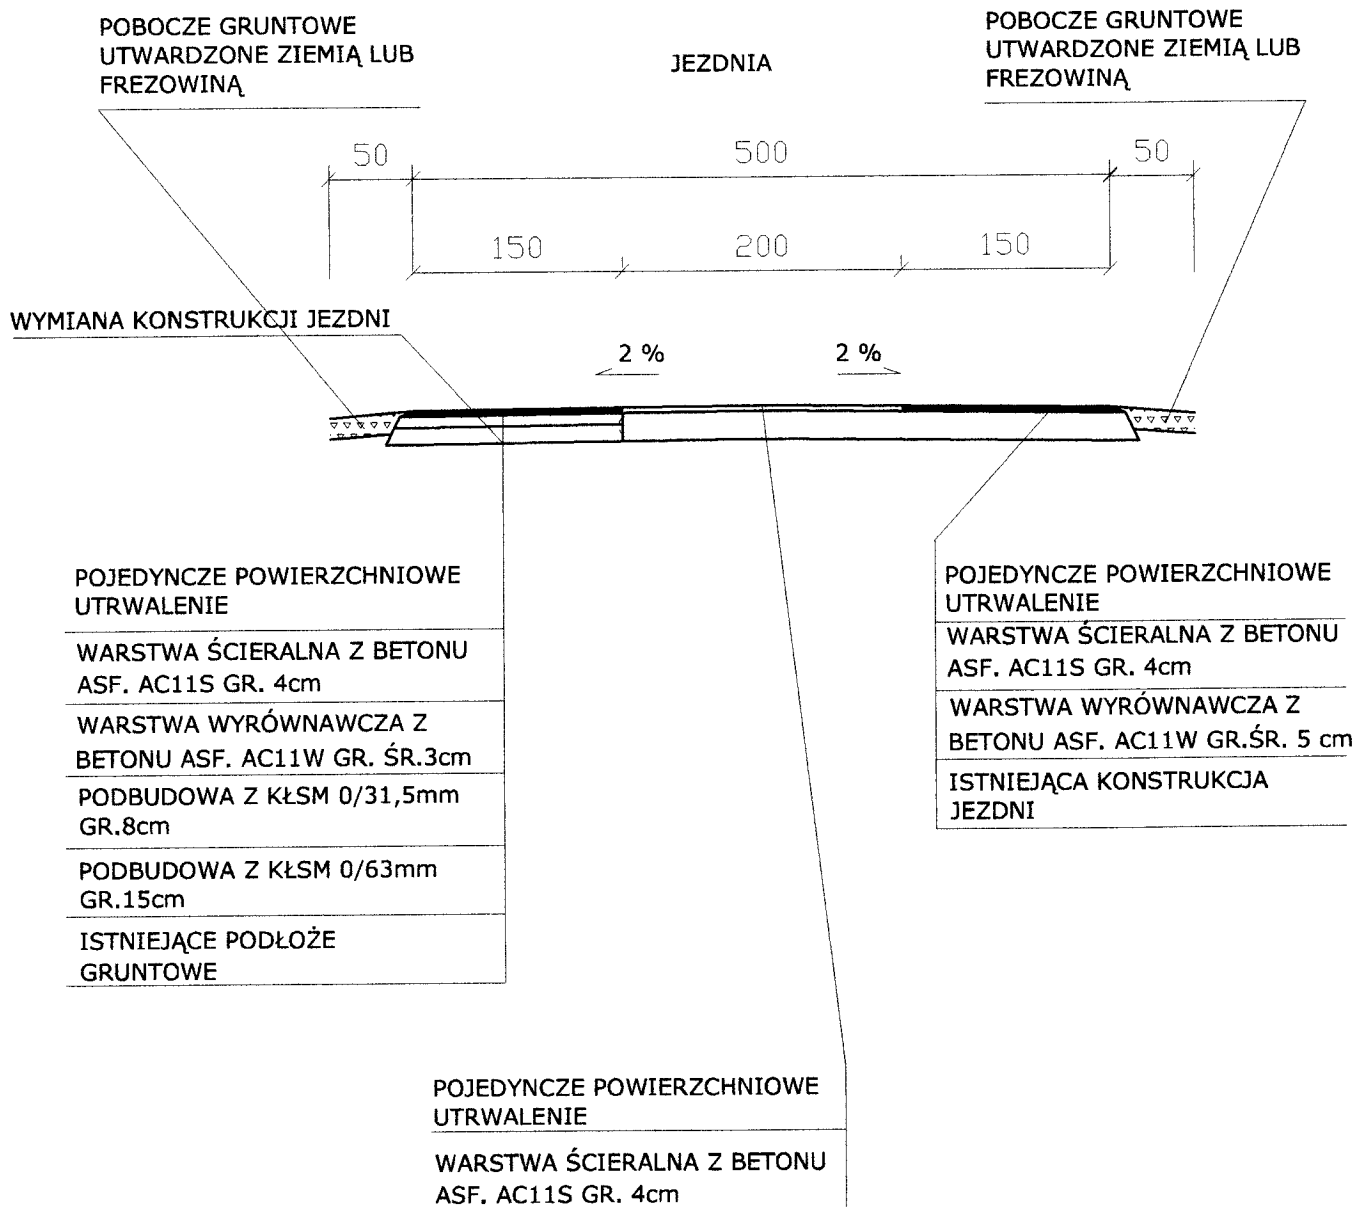 POBOCZE GRUNTOWE
UTWARDZONE ZIEMIĄ LUB
FREZOWINĄ
JEZDNIA
POBOCZE GRUNTOWE
UTWARDZONE ZIEMIĄ LUB
FREZOWINĄ
50
500
50
150
200
150
WYMIANA KONSTRUKCJI JEZDNI
2 %
2 %
POJEDYNCZE POWIERZCHNIOWE
UTRWALENIE
WARSTWA ŚCIERALNA Z BETONU
ASF. AC11S GR. 4cm
WARSTWA WYRÓWNAWCZA Z
BETONU ASF. AC11W GR. ŚR.3cm
PODBUDOWA Z KŁSM 0/31,5mm
GR.8cm
PODBUDOWA Z KŁSM 0/63mm
GR.15cm
ISTNIEJĄCE PODŁOŻE
GRUNTOWE
POJEDYNCZE POWIERZCHNIOWE
UTRWALENIE
WARSTWA ŚCIERALNA Z BETONU
ASF. AC11S GR. 4cm
WARSTWA WYRÓWNAWCZA Z
BETONU ASF. AC11W GR.ŚR. 5 cm
ISTNIEJĄCA KONSTRUKCJA
JEZDNI
POJEDYNCZE POWIERZCHNIOWE
UTRWALENIE
WARSTWA ŚCIERALNA Z BETONU
ASF. AC11S GR. 4cm